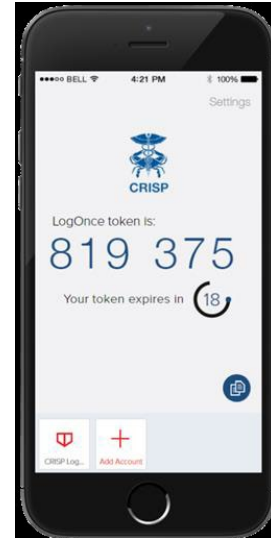 ●●●●○ BELL 4:21 PM 100%
Settings
CRISP
LogOnce token is:
819 375
Your token expires in 18
CRISP Log... Add Account